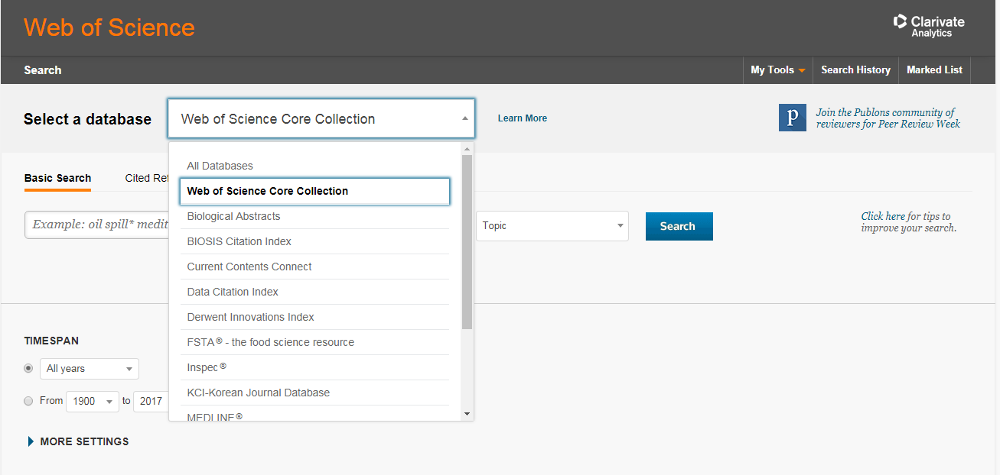 Web of Science
Clarivate
Analytics
Search
My Tools
Search History
Marked List
Select a database
Web of Science Core Collection
Learn More
p
Join the Publons community of
reviewers for Peer Review Week
All Databases
Web of Science Core Collection
Biological Abstracts
BIOSIS Citation Index
Current Contents Connect
Data Citation Index
Derwent Innovations Index
FSTA® - the food science resource
Inspec®
KCI-Korean Journal Database
MEDLINE®
Basic Search
Cited Ref
Example: oil spill* medit
Topic
Search
Click here for tips to
improve your search.
TIMESPAN
All years
From 1900 to 2017
MORE SETTINGS